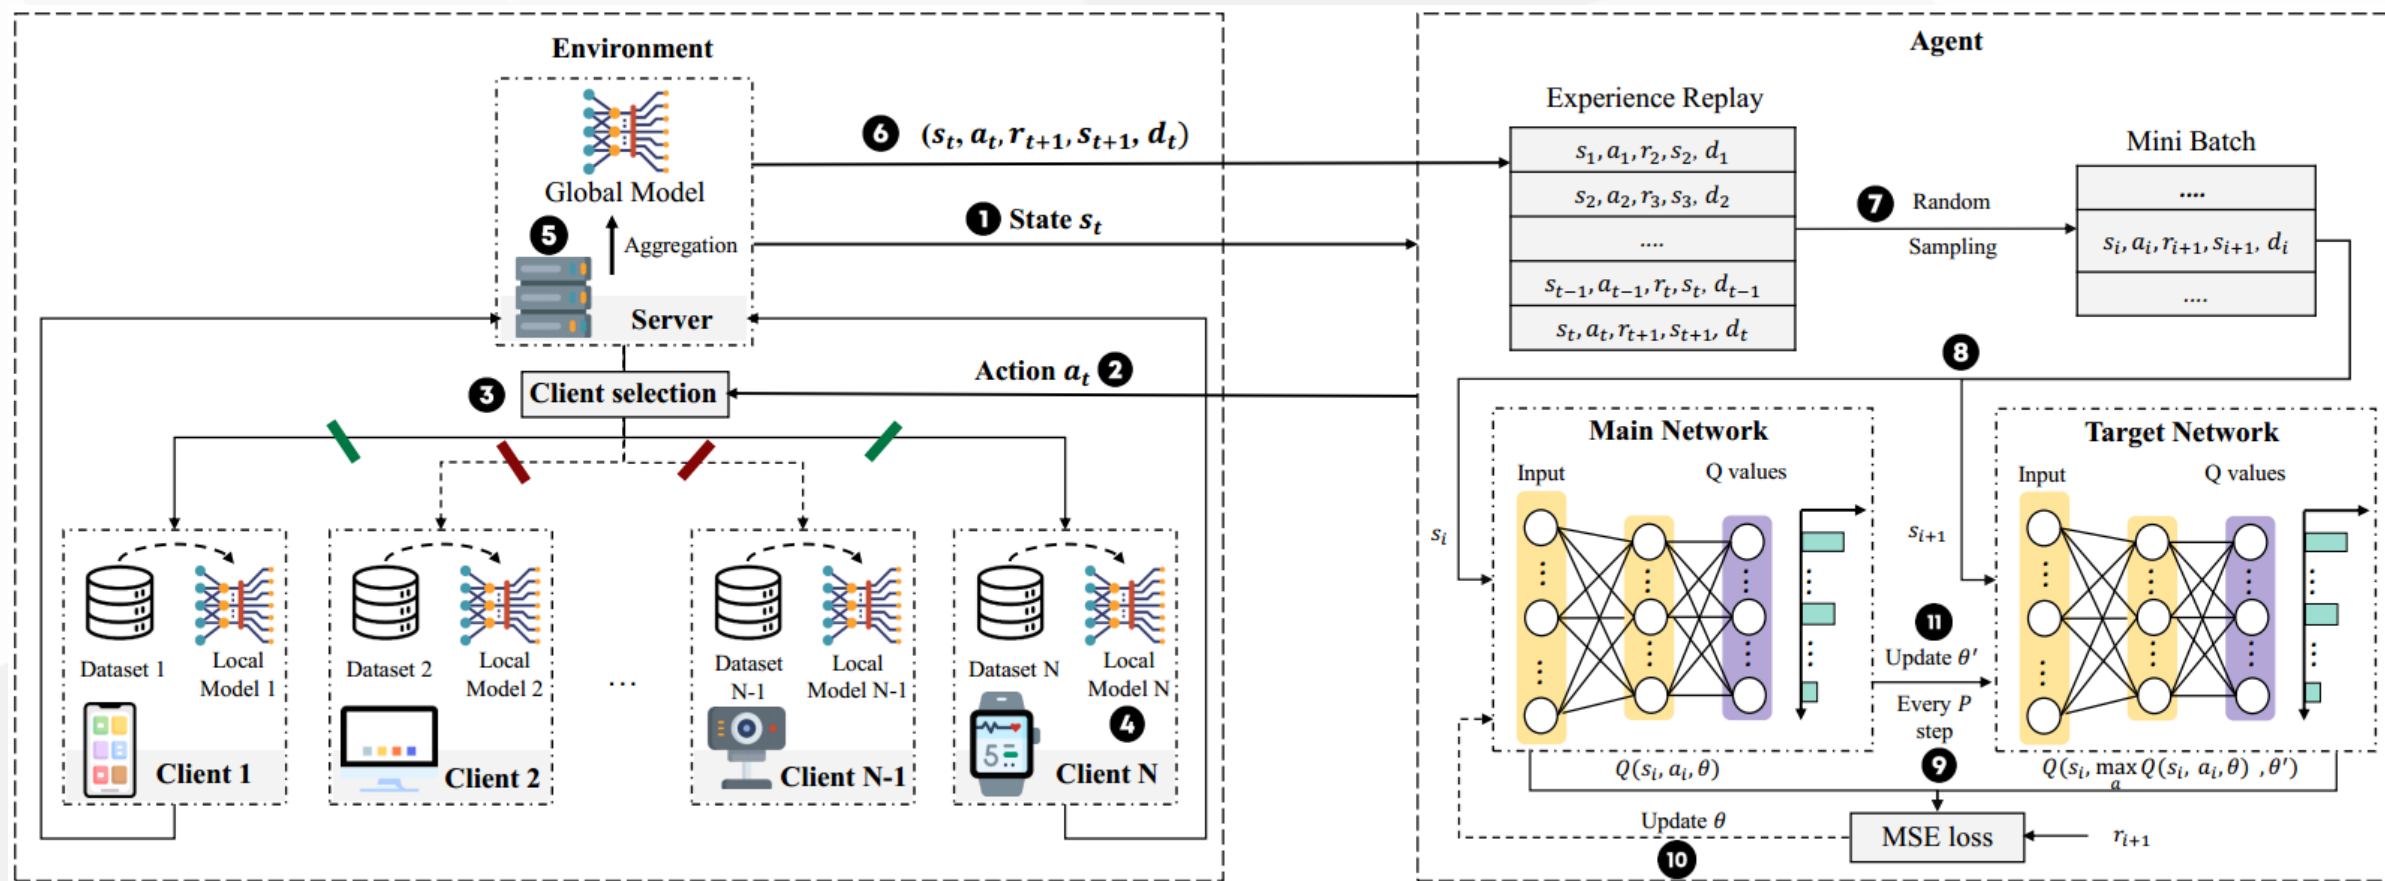 Environment
Global Model
5
Aggregation
Server
6 (s_t, a_t, r_{t+1}, s_{t+1}, d_t)
1 State s_t
Action a_t 2
3 Client selection
Dataset 1
Local
Model 1
Client 1
Dataset 2
Local
Model 2
Client 2
...
Dataset
N-1
Local
Model N-1
Client N-1
Dataset N
Local
Model N
5
4
Client N
Agent
Experience Replay
s_1, a_1, r_2, s_2, d_1
s_2, a_2, r_3, s_3, d_2
....
s_{t-1}, a_{t-1}, r_t, s_t, d_{t-1}
s_t, a_t, r_{t+1}, s_{t+1}, d_t
7 Random
Sampling
Mini Batch
....
s_i, a_i, r_{i+1}, s_{i+1}, d_i
....
8
Main Network
Input
Q values
s_i
Q(s_i, a_i, θ)
11
Update θ′
Every P
step
Target Network
Input
Q values
s_{i+1}
Q(s_i, max_a Q(s_i, a_i, θ) , θ′)
9
Update θ
10
MSE loss
r_{i+1}